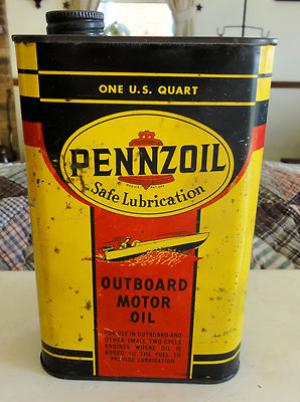 ONE U.S. QUART
PENNZOIL
Safe Lubrication
OUTBOARD
MOTOR
OIL
FOR USE IN OUTBOARD AND
OTHER SMALL TWO-CYCLE
ENGINES WHERE OIL IS
ADDED TO THE FUEL TO
PROVIDE LUBRICATION